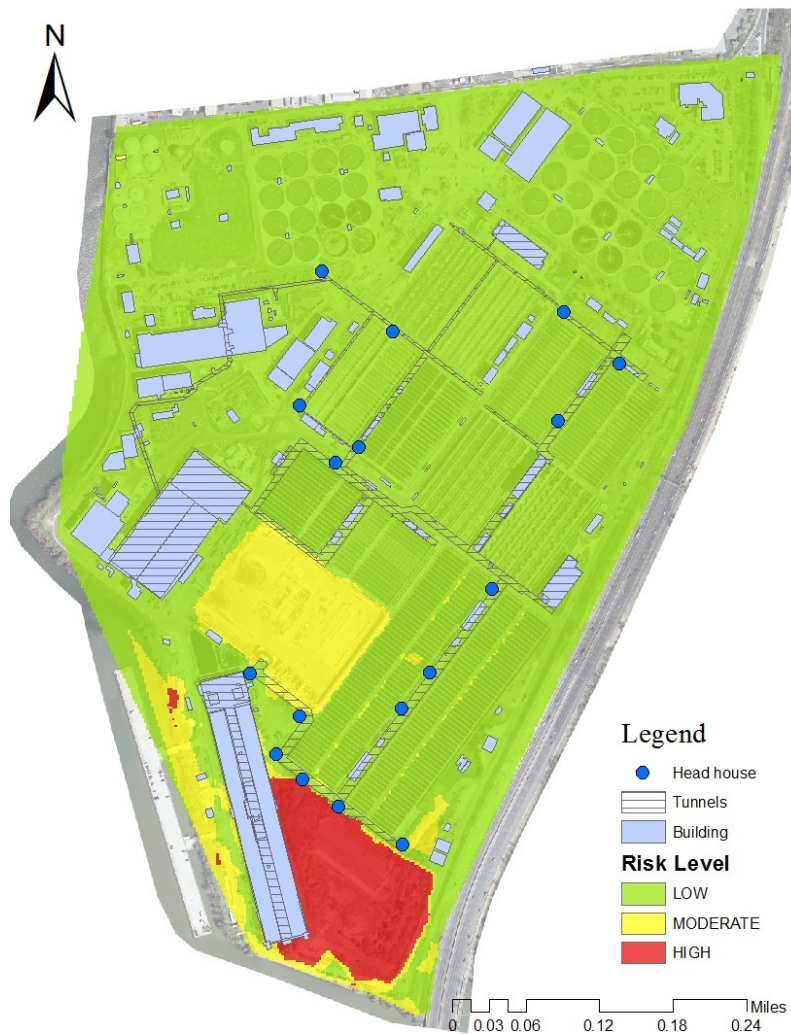 N
Legend
Head house
Tunnels
Building
Risk Level
LOW
MODERATE
HIGH
Miles
0 0.03 0.06 0.12 0.18 0.24